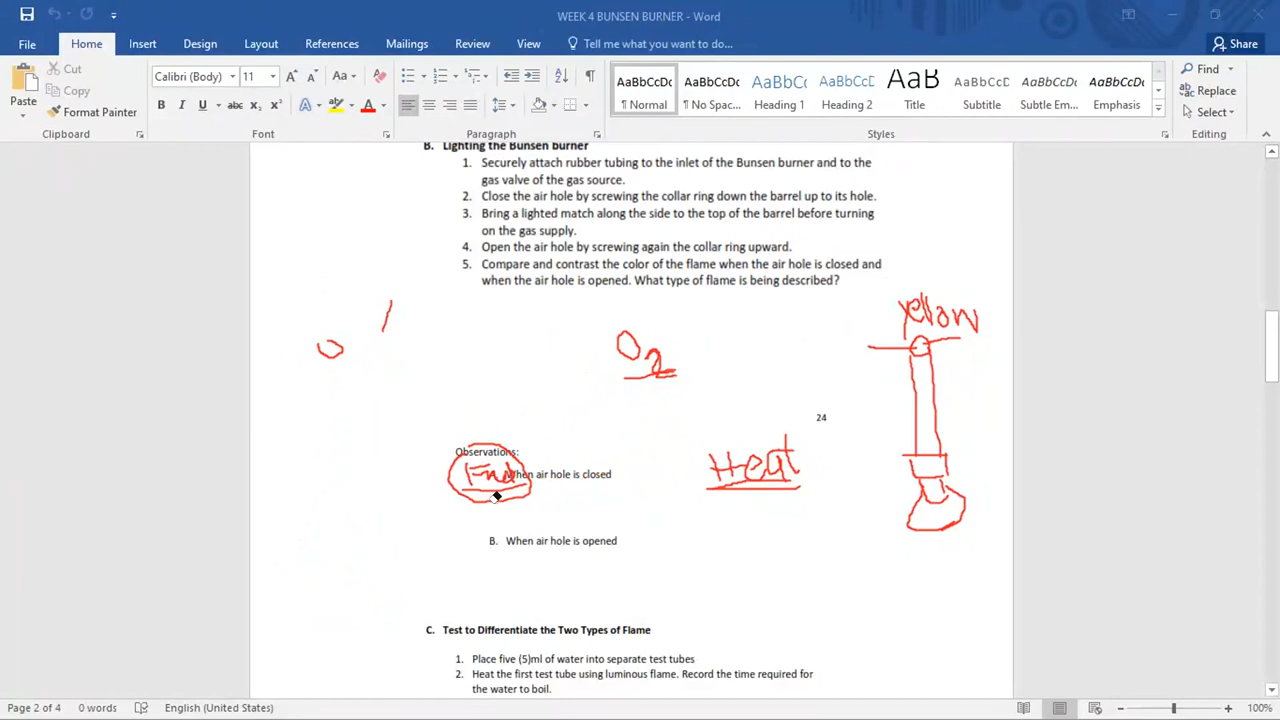 WEEK 4 BUNSEN BURNER - Word
File Home Insert Design Layout References Mailings Review View Tell me what you want to do... Share
Cut
Copy
Format Painter
Paste
Calibri (Body) 11
Clipboard Font Paragraph Styles Editing
AaBbCcDc AaBbCcDc AaBbCc AaBbCcD AaB AaBbCcD AaBbCcDc AaBbCcDc
¶ Normal ¶ No Spac... Heading 1 Heading 2 Title Subtitle Subtle Em... Emphasis
Find
Replace
Select
B. Lighting the Bunsen burner
1. Securely attach rubber tubing to the inlet of the Bunsen burner and to the
gas valve of the gas source.
2. Close the air hole by screwing the collar ring down the barrel up to its hole.
3. Bring a lighted match along the side to the top of the barrel before turning
on the gas supply.
4. Open the air hole by screwing again the collar ring upward.
5. Compare and contrast the color of the flame when the air hole is closed and
when the air hole is opened. What type of flame is being described?
yellow
O2
24
Observations:
When air hole is closed
Heat
B. When air hole is opened
C. Test to Differentiate the Two Types of Flame
1. Place five (5)ml of water into separate test tubes
2. Heat the first test tube using luminous flame. Record the time required for
the water to boil.
Page 2 of 4 0 words English (United States) 100%